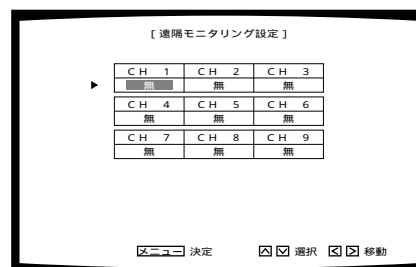 [ 遠隔モニタリング設定 ]
CH 1 CH 2 CH 3
無 無 無
CH 4 CH 5 CH 6
無 無 無
CH 7 CH 8 CH 9
無 無 無
メニュー 決定 選択 移動